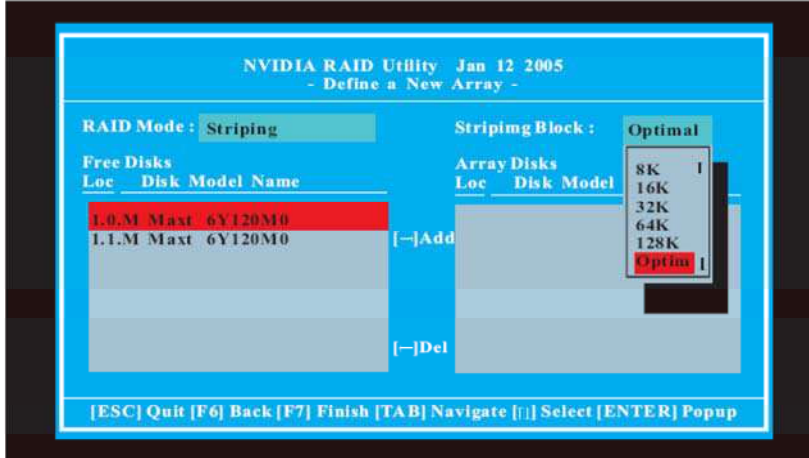 NVIDIA RAID Utility Jan 12 2005
- Define a New Array -
RAID Mode : Striping
Stripimg Block : Optimal
Free Disks
Loc Disk Model Name
Array Disks
Loc Disk Model
8K
16K
32K
64K
128K
Optim
1.0.M Maxt 6Y120M0
1.1.M Maxt 6Y120M0
[—]Add
[—]Del
[ESC] Quit [F6] Back [F7] Finish [TAB] Navigate [↑↓] Select [ENTER] Popup